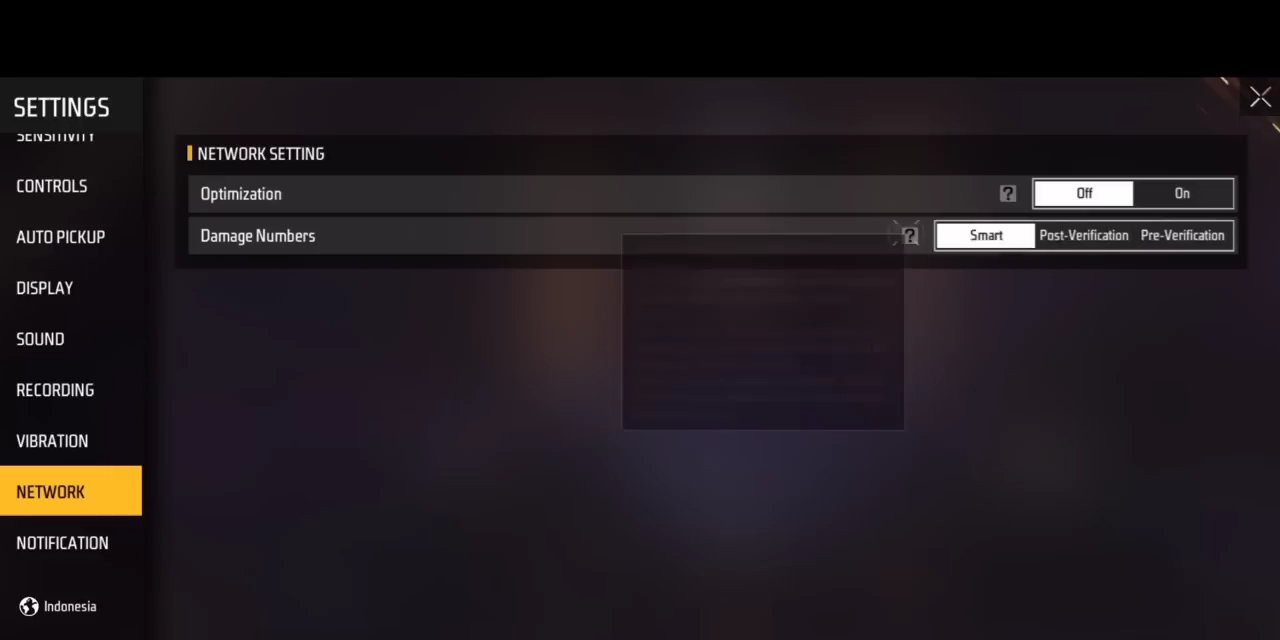 SETTINGS
SENSITIVITY
CONTROLS
AUTO PICKUP
DISPLAY
SOUND
RECORDING
VIBRATION
NETWORK
NOTIFICATION
Indonesia
NETWORK SETTING
Optimization ? Off On
Damage Numbers ? Smart Post-Verification Pre-Verification